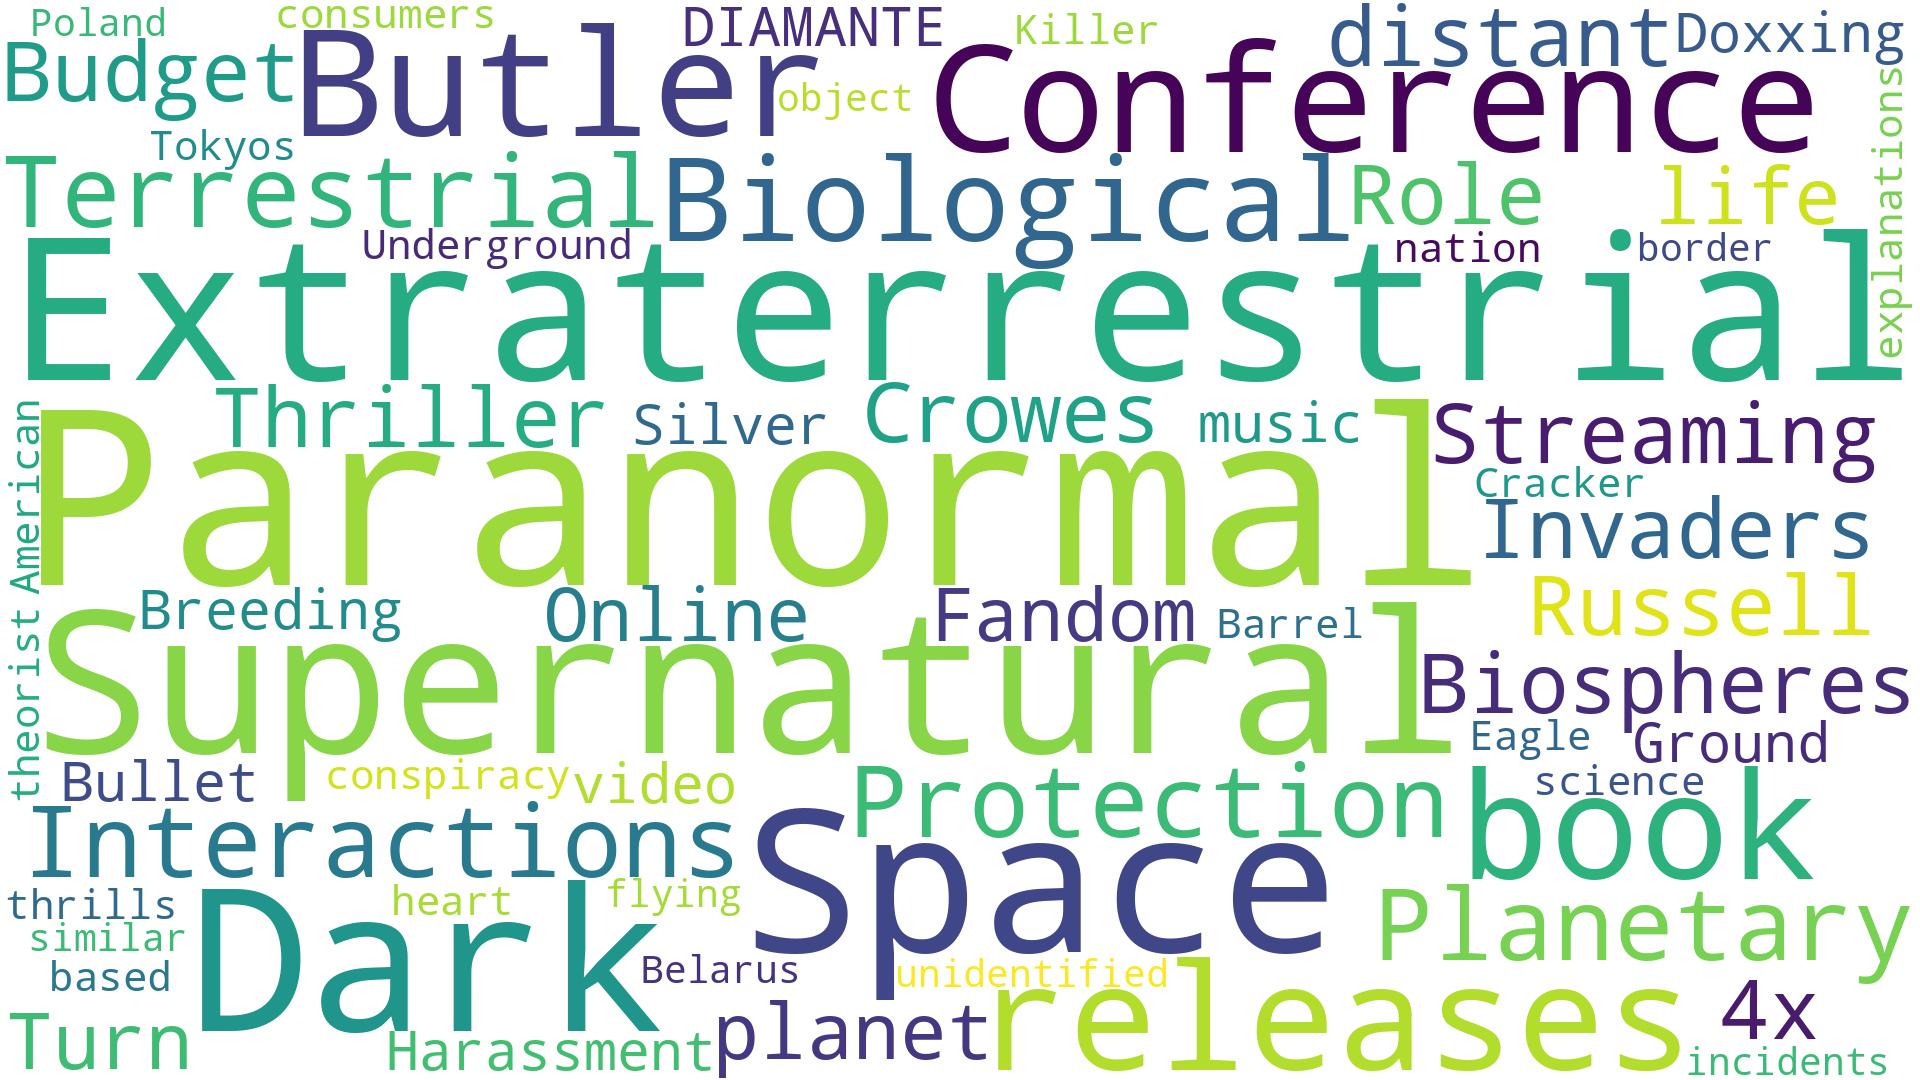 Poland
consumers
DIAMANTE
Killer
distant
Doxxing
Budget
Butler
Conference
object
explanations
Tokyos
Terrestrial
Biological
Role
life
Underground
nation
border
Extraterrestrial
Thriller
Silver
Crowes
music
Streaming
American
Paranormal
Cracker
Invaders
Breeding
Online
Fandom
Barrel
Russell
theorist
Supernatural
Biospheres
Eagle
Ground
Bullet
conspiracy
video
Protection
science
book
Interactions
Space
thrills
heart
flying
Planetary
similar
Dark
based
Belarus
unidentified
releases
4x
Turn
Harassment
planet
incidents